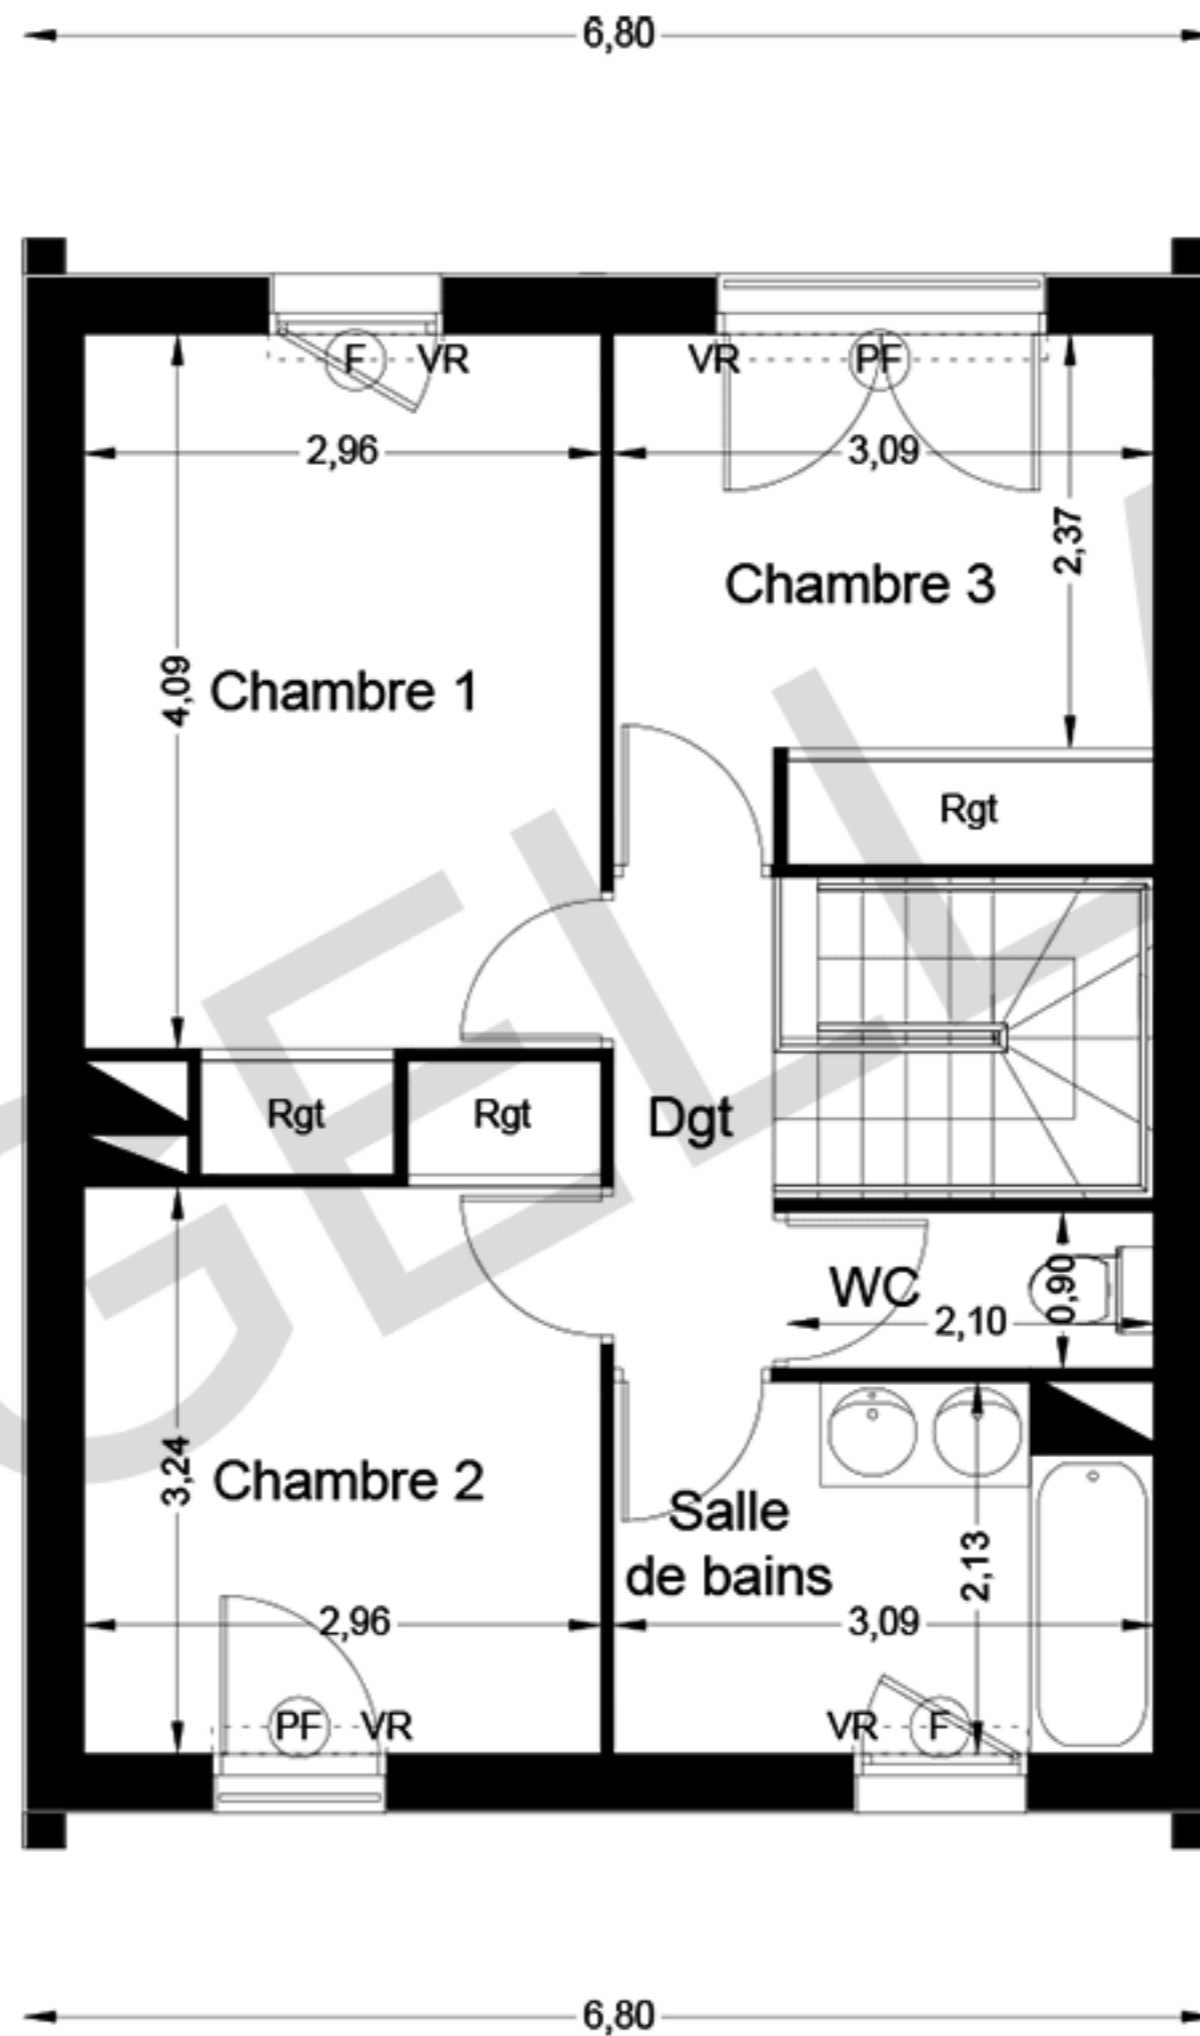 6,80
F VR
VR PF
2,96
3,09
2,37
Chambre 3
4,09
Chambre 1
Rgt
Rgt
Rgt
Dgt
WC
0,90
2,10
3,24
Chambre 2
Salle
de bains
2,13
2,96
3,09
PF VR
VR F
6,80
GELL